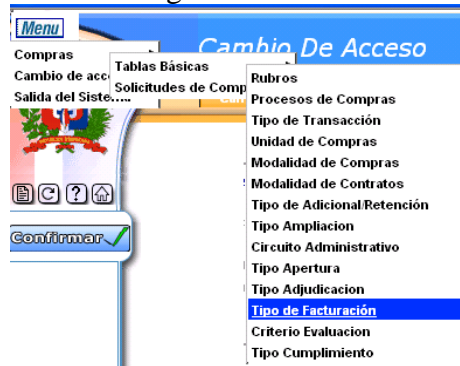 Menu
Cambio De Acceso
Compras
Cambio de acc
Salida del Siste
Tablas Básicas
Solicitudes de Comp
Rubros
Procesos de Compras
Tipo de Transacción
Unidad de Compras
Modalidad de Compras
Modalidad de Contratos
Tipo de Adicional/Retención
Tipo Ampliacion
Circuito Administrativo
Tipo Apertura
Tipo Adjudicacion
Tipo de Facturación
Criterio Evaluacion
Tipo Cumplimiento
Confirmar